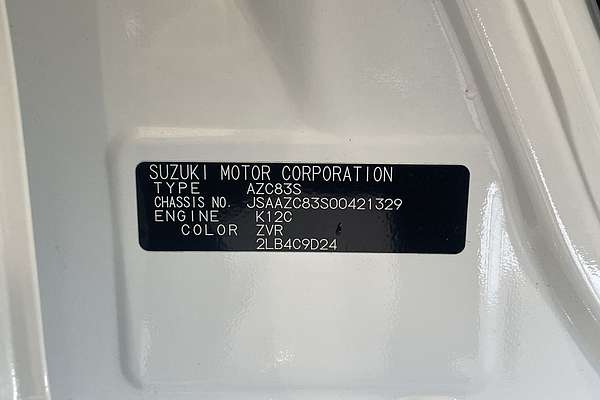 SUZUKI MOTOR CORPORATION
TYPE AZC83S
CHASSIS NO. JSAAZC83S00421329
ENGINE K12C
COLOR ZVR
2LB4C9D24